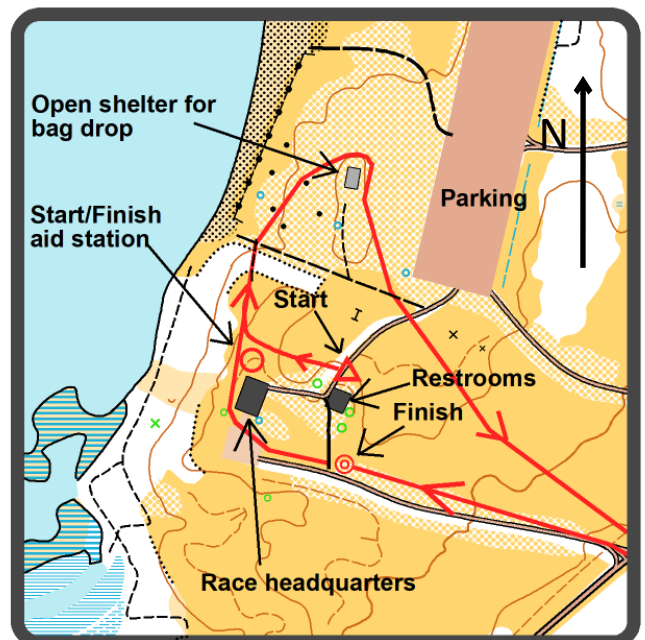 Open shelter for
bag drop
N
Parking
Start/Finish
aid station
Start
Restrooms
Finish
Race headquarters